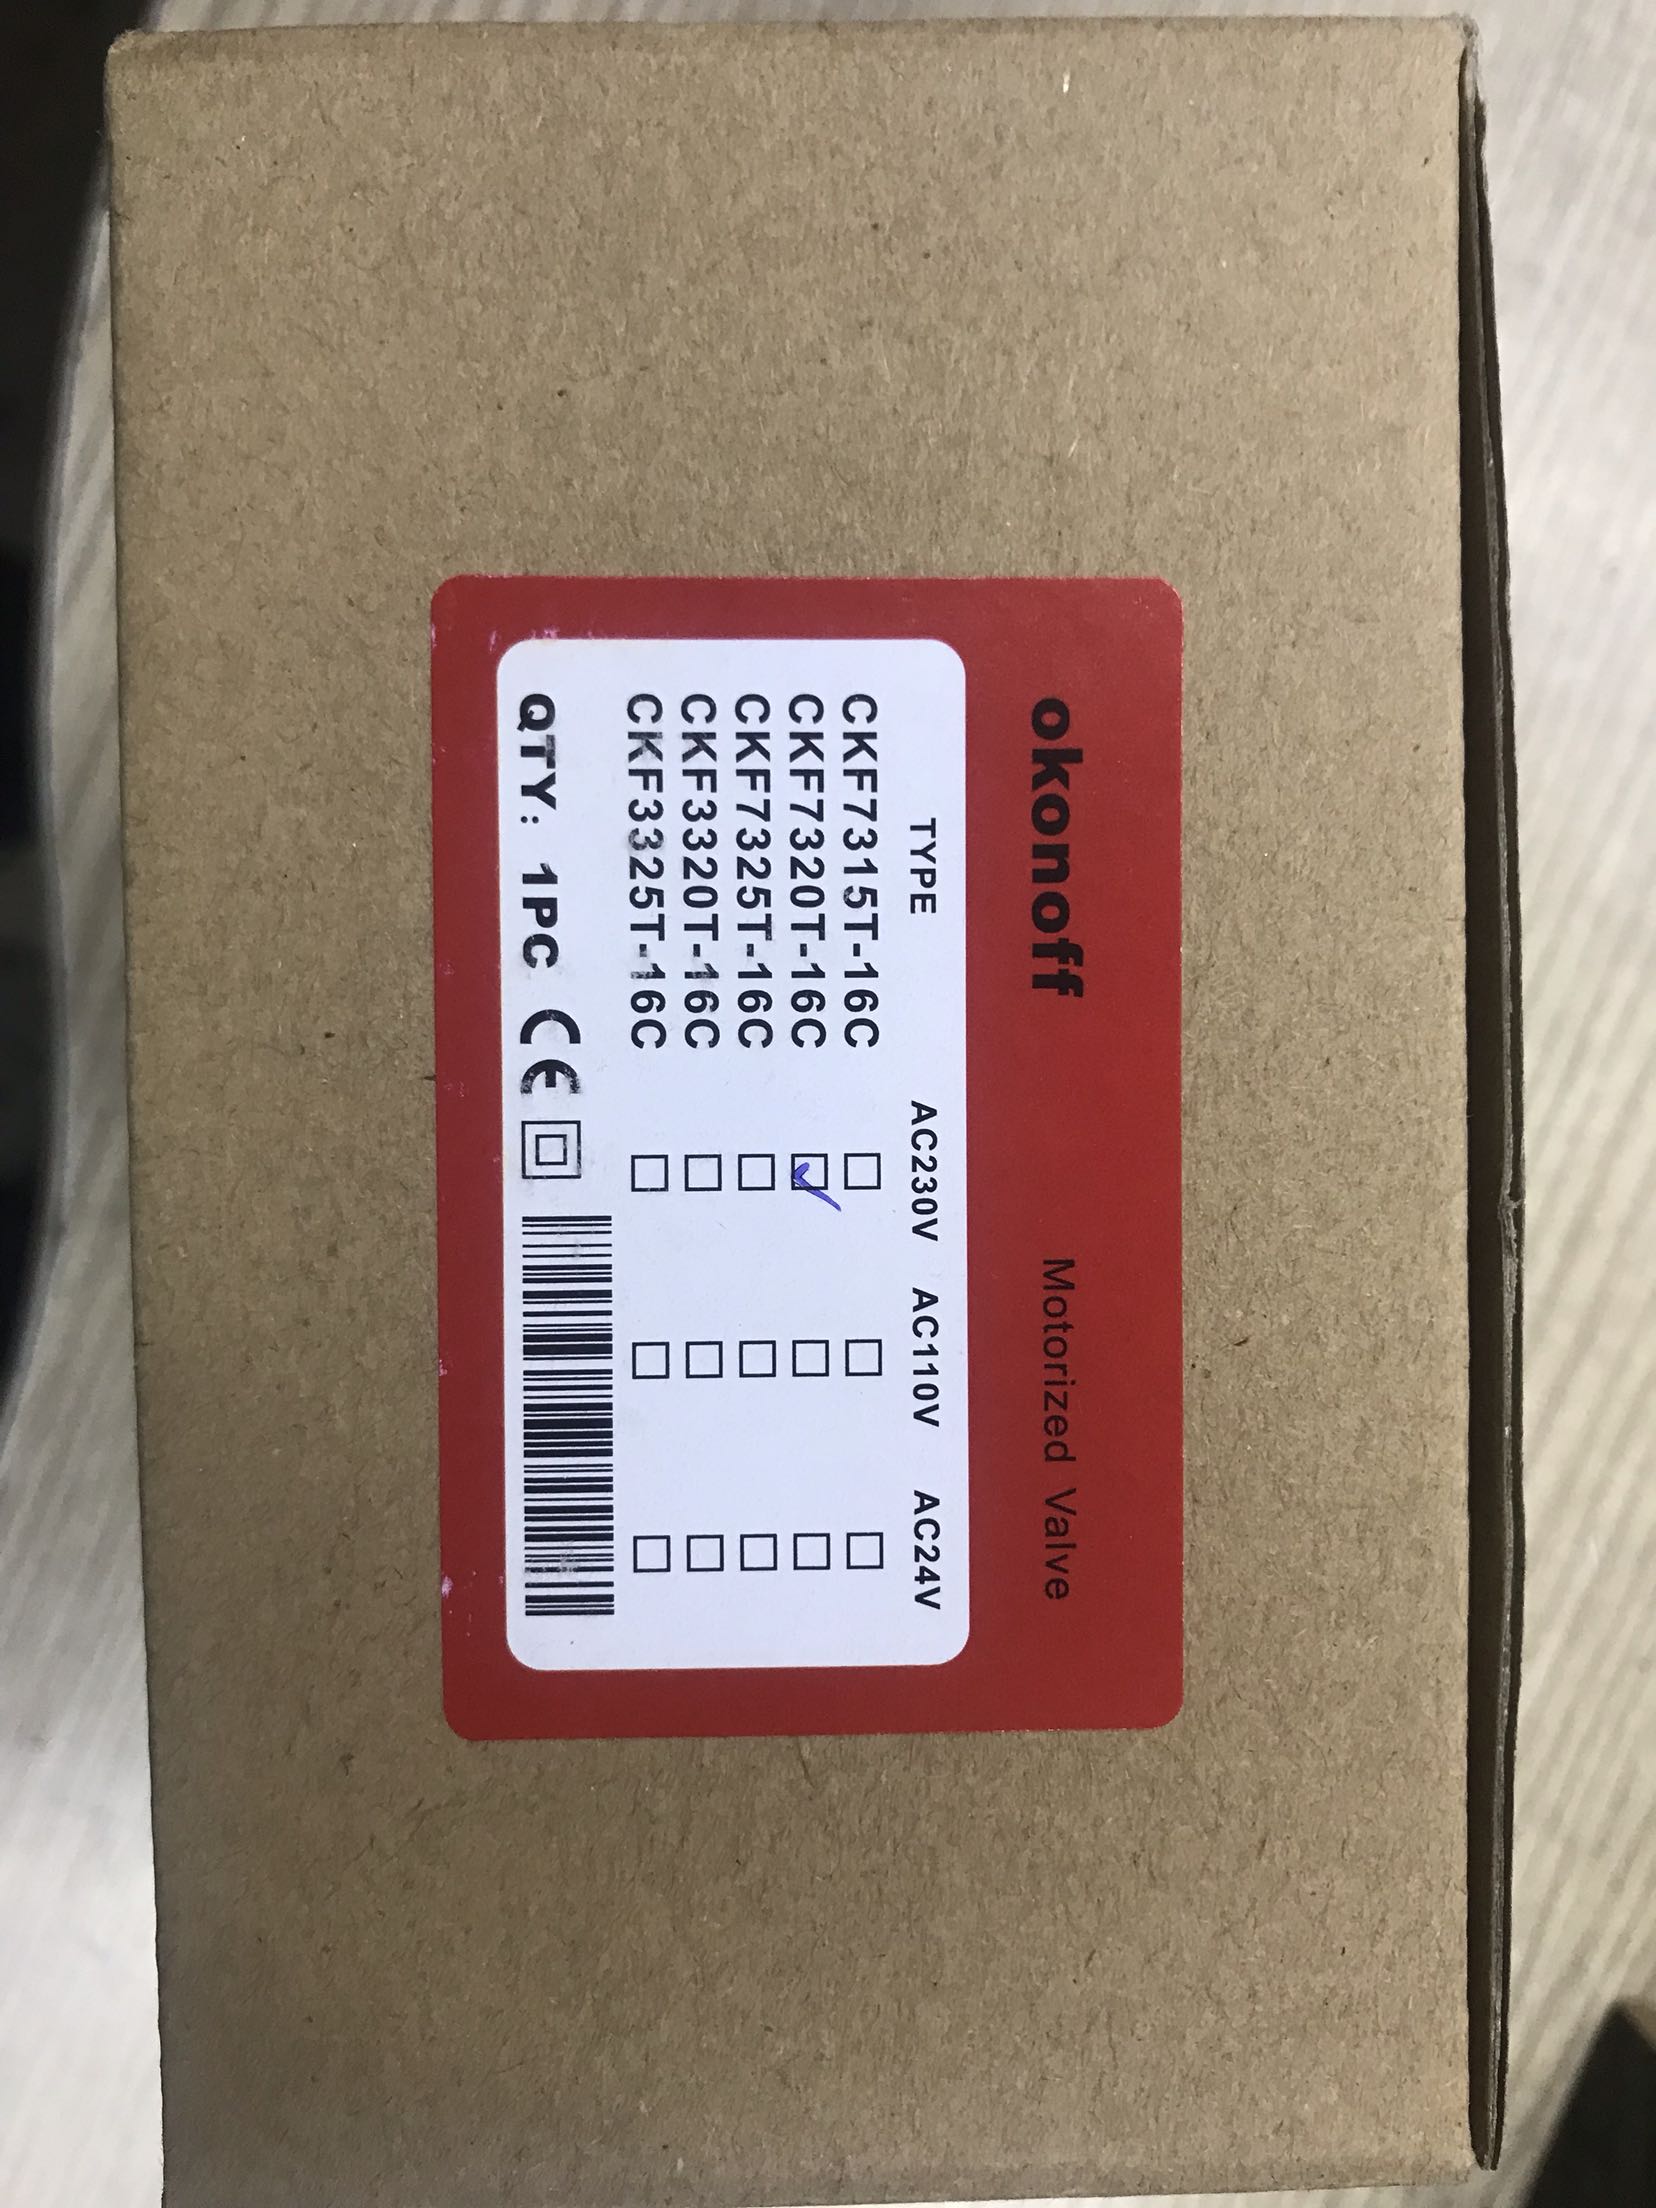 okonoff Motorized Valve
TYPE AC230V AC110V AC24V
CKF7315T-16C □ □ □
CKF7320T-16C ☑ □ □
CKF7325T-16C □ □ □
CKF3320T-16C □ □ □
CKF3325T-16C □ □ □
QTY: 1PC CE